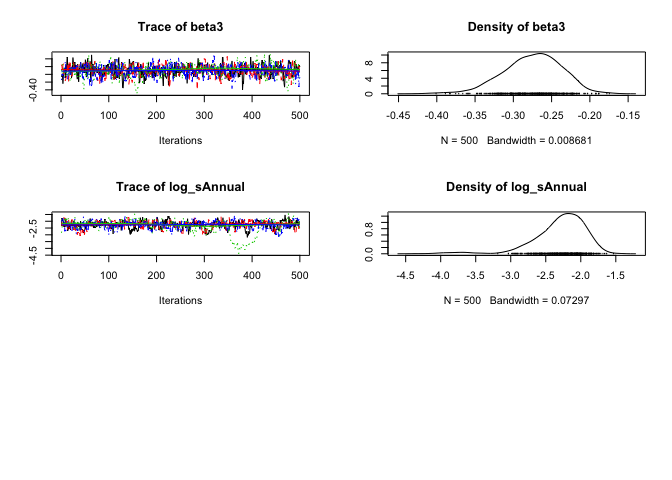 Trace of beta3
-0.40
0 100 200 300 400 500
Iterations
Density of beta3
0 4 8
-0.45 -0.40 -0.35 -0.30 -0.25 -0.20 -0.15
N = 500 Bandwidth = 0.008681
Trace of log_sAnnual
-4.5 -2.5
0 100 200 300 400 500
Iterations
Density of log_sAnnual
0.0 0.8
-4.5 -4.0 -3.5 -3.0 -2.5 -2.0 -1.5
N = 500 Bandwidth = 0.07297